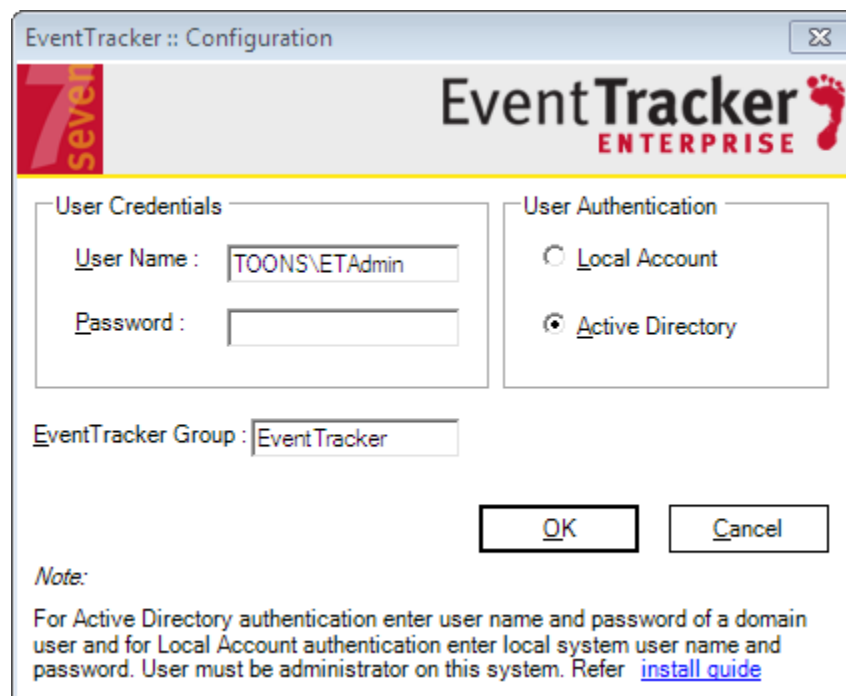 EventTracker :: Configuration
7 seven
EventTracker
ENTERPRISE
User Credentials
User Name :
TOONS\ETAdmin
Password :
User Authentication
Local Account
Active Directory
EventTracker Group :
EventTracker
OK
Cancel
Note:
For Active Directory authentication enter user name and password of a domain
user and for Local Account authentication enter local system user name and
password. User must be administrator on this system. Refer install guide